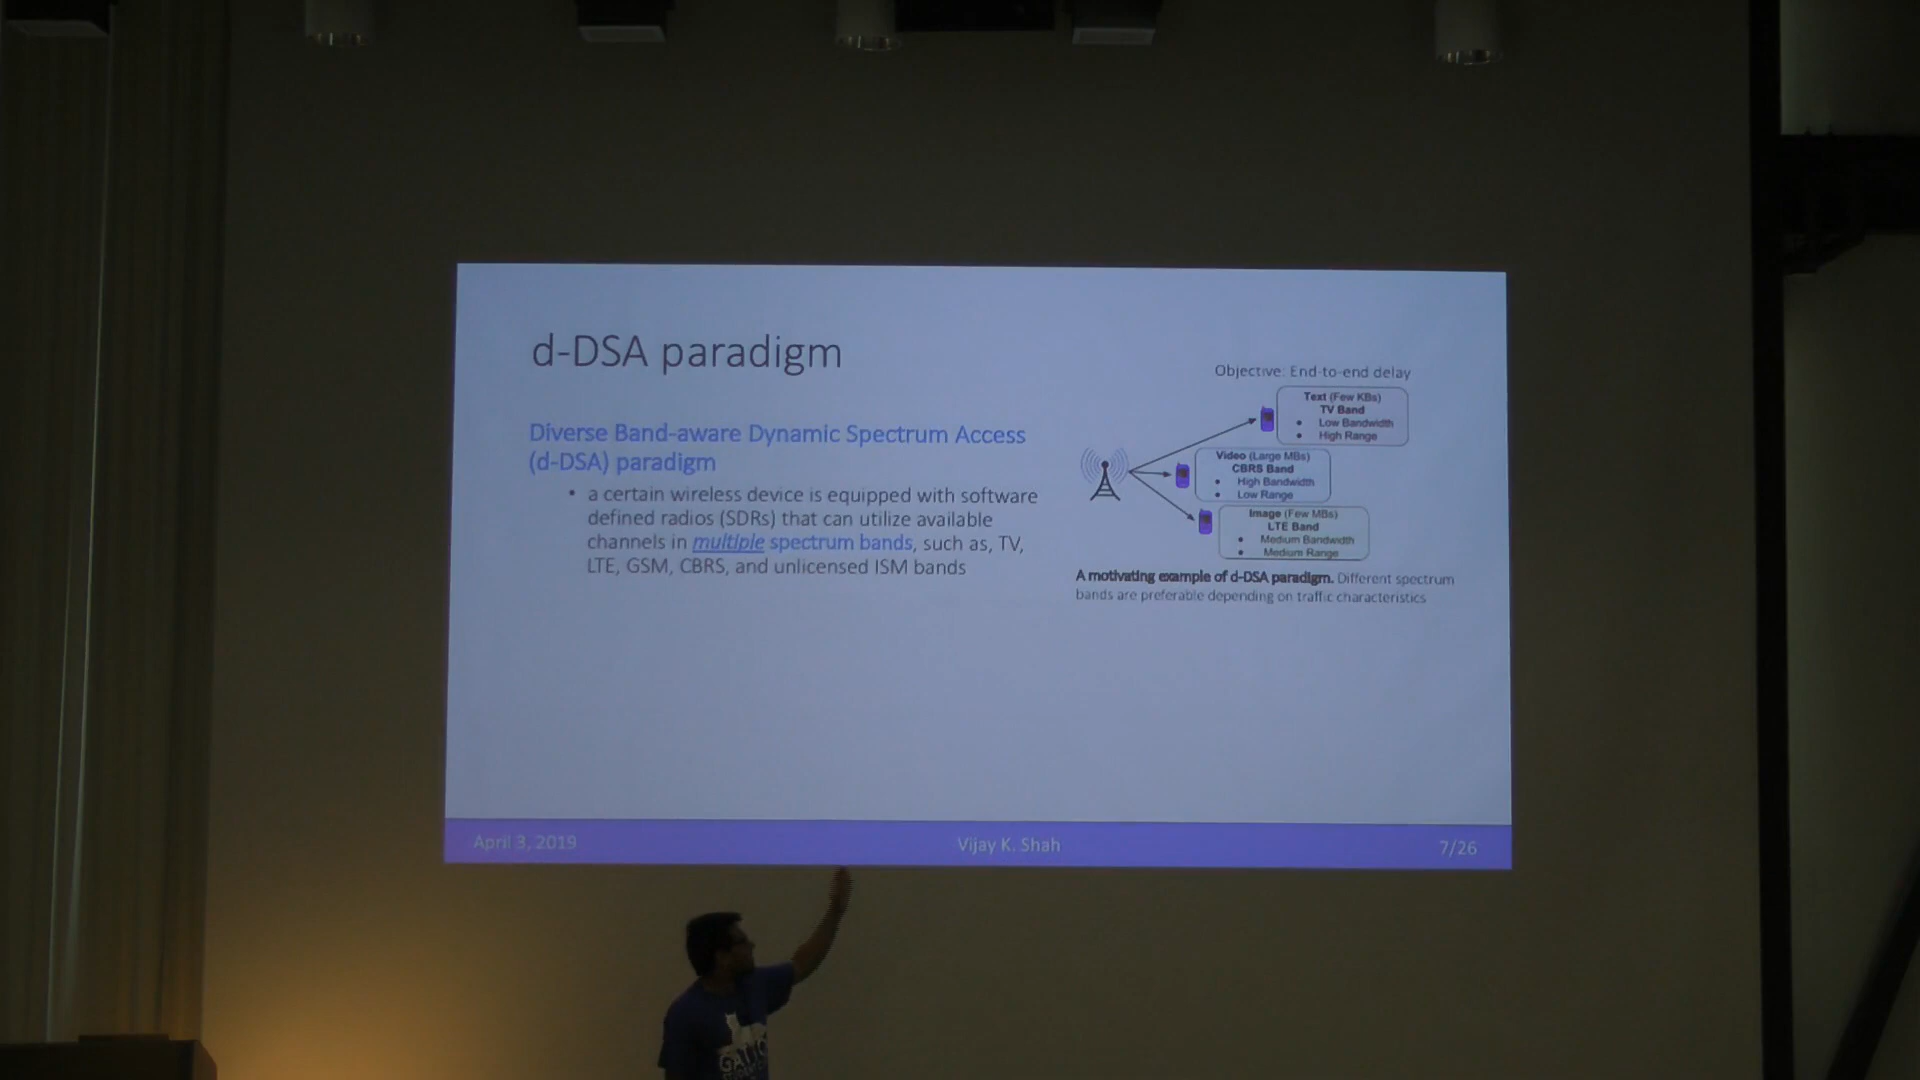 d-DSA paradigm
Diverse Band-aware Dynamic Spectrum Access
(d-DSA) paradigm
• a certain wireless device is equipped with software
defined radios (SDRs) that can utilize available
channels in multiple spectrum bands, such as, TV,
LTE, GSM, CBRS, and unlicensed ISM bands
Objective: End-to-end delay
Text (Few KBs)
TV Band
• Low Bandwidth
• High Range
Video (Large MBs)
CBRS Band
• High Bandwidth
• Low Range
Image (Few MBs)
LTE Band
• Medium Bandwidth
• Medium Range
A motivating example of d-DSA paradigm. Different spectrum
bands are preferable depending on traffic characteristics
April 3, 2019
Vijay K. Shah
7/26